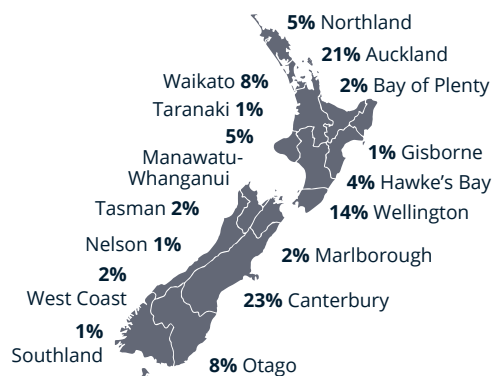 5% Northland
21% Auckland
Waikato 8%
2% Bay of Plenty
Taranaki 1%
5%
Manawatu-
Whanganui
1% Gisborne
4% Hawke’s Bay
Tasman 2%
14% Wellington
Nelson 1%
2% Marlborough
2%
West Coast
23% Canterbury
1%
Southland
8% Otago